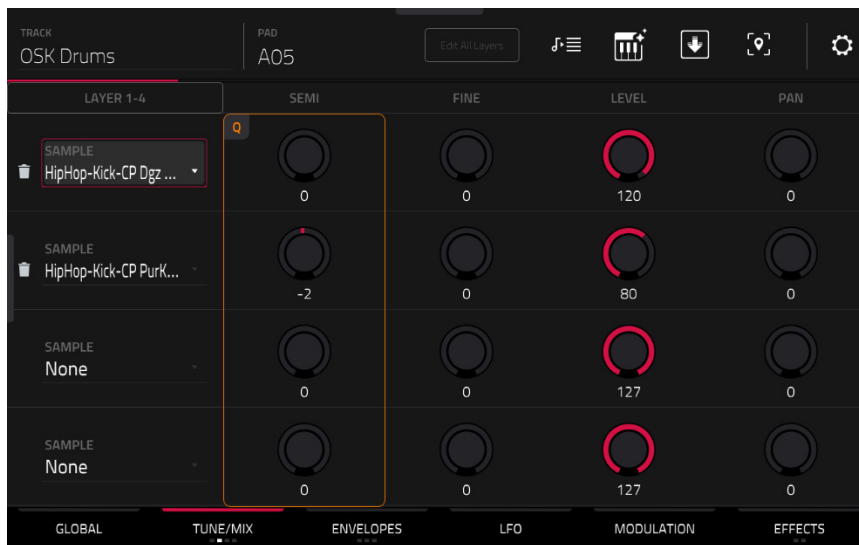 TRACK
OSK Drums
PAD
A05
Edit All Layers
LAYER 1-4
SEMI
FINE
LEVEL
PAN
Q
SAMPLE
HipHop-Kick-CP Dgz ...
0
0
120
0
SAMPLE
HipHop-Kick-CP PurK...
-2
0
80
0
SAMPLE
None
0
0
127
0
SAMPLE
None
0
0
127
0
GLOBAL
TUNE/MIX
ENVELOPES
LFO
MODULATION
EFFECTS